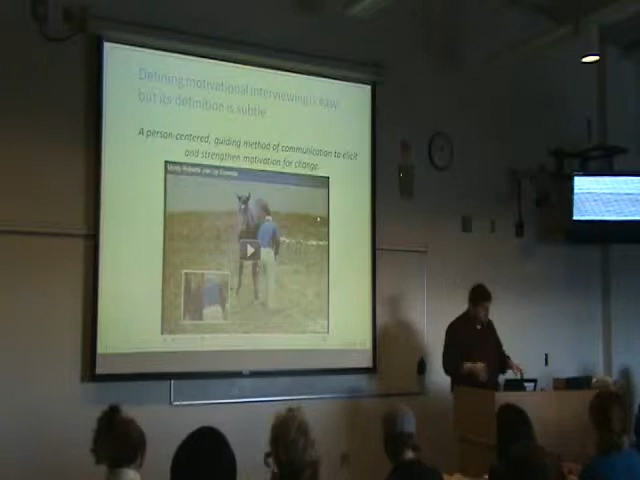 Defining motivational interviewing is easy
but its definition is subtle
A person-centered, guiding method of communication to elicit
and strengthen motivation for change.